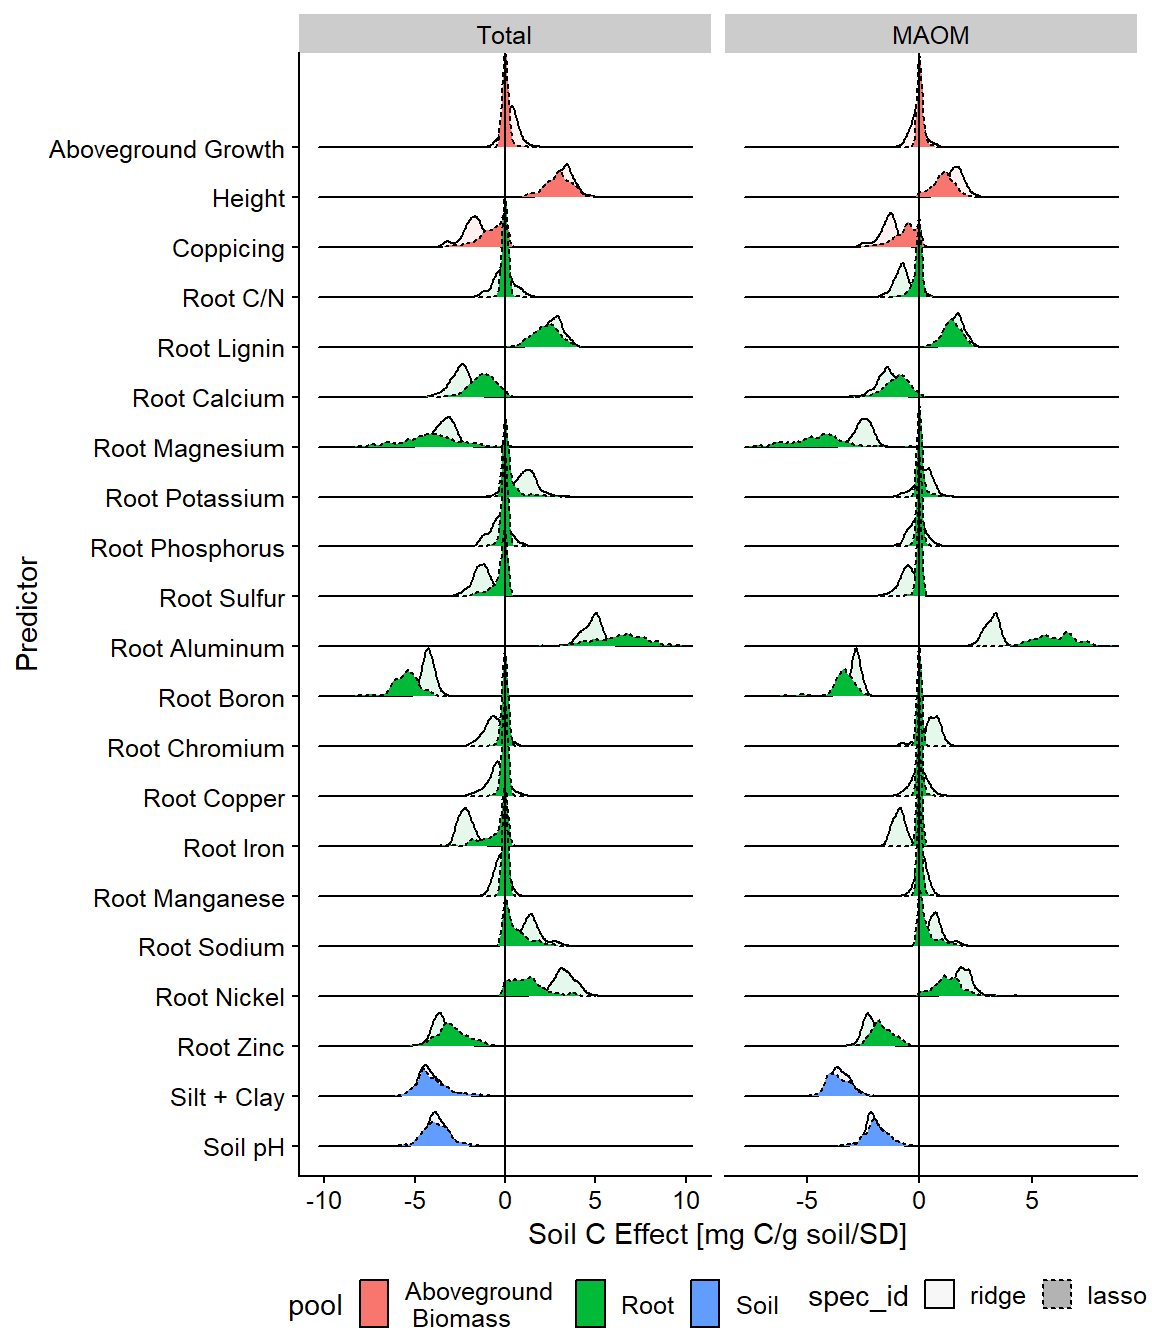 Total
MAOM
Predictor
Aboveground Growth
Height
Coppicing
Root C/N
Root Lignin
Root Calcium
Root Magnesium
Root Potassium
Root Phosphorus
Root Sulfur
Root Aluminum
Root Boron
Root Chromium
Root Copper
Root Iron
Root Manganese
Root Sodium
Root Nickel
Root Zinc
Silt + Clay
Soil pH
-10 -5 0 5 10
-5 0 5
Soil C Effect [mg C/g soil/SD]
pool
Aboveground
Biomass
Root
Soil
spec_id
ridge
lasso